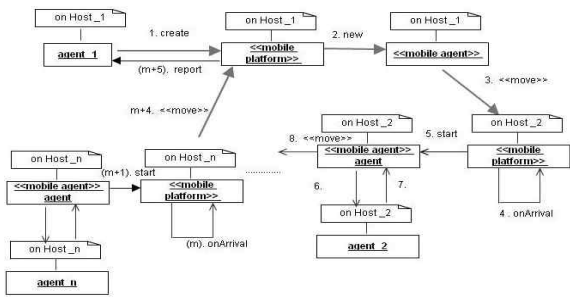 on Host _1
on Host _1
on Host _1
1. create
2. new
agent_1
<<mobile
platform>>
<<mobile agent>>
(m+5). report
3. <<move>>
m+4. <<move>>
on Host _2
on Host _2
8. <<move>>
5. start
on Host _n
on Host _n
(m+1). start
<<mobile agent>>
agent
<<mobile
platform>>
<<mobile agent>>
agent
<<mobile
platform>>
6.
7.
4. onArrival
on Host _2
(m). onArrival
on Host _n
agent_2
agent_n